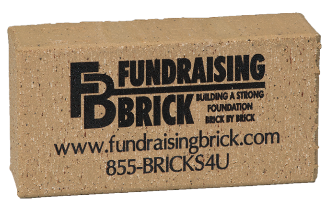 FB FUNDRAISING
BRICK
BUILDING A STRONG
FOUNDATION
BRICK BY BRICK
www.fundraisingbrick.com
855-BRICKS4U